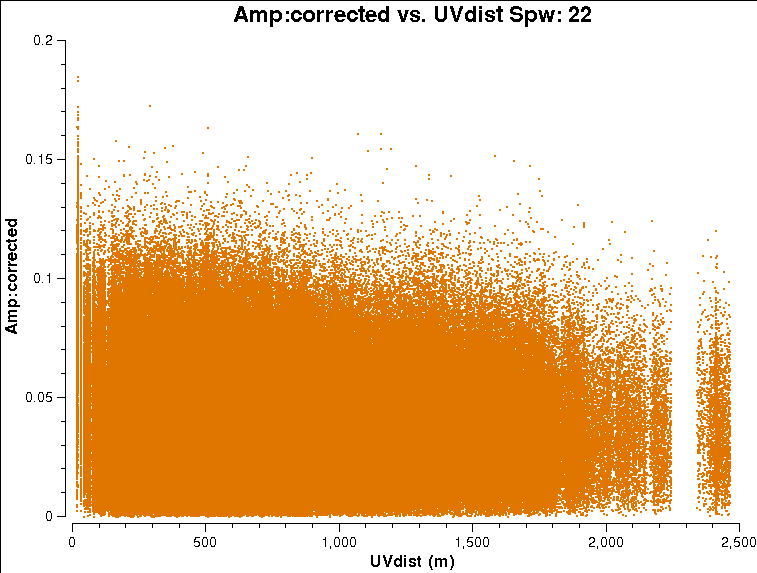 Amp:corrected vs. UVdist Spw: 22
0.2
0.15
0.1
0.05
0
Amp:corrected
0 500 1,000 1,500 2,000 2,500
UVdist (m)